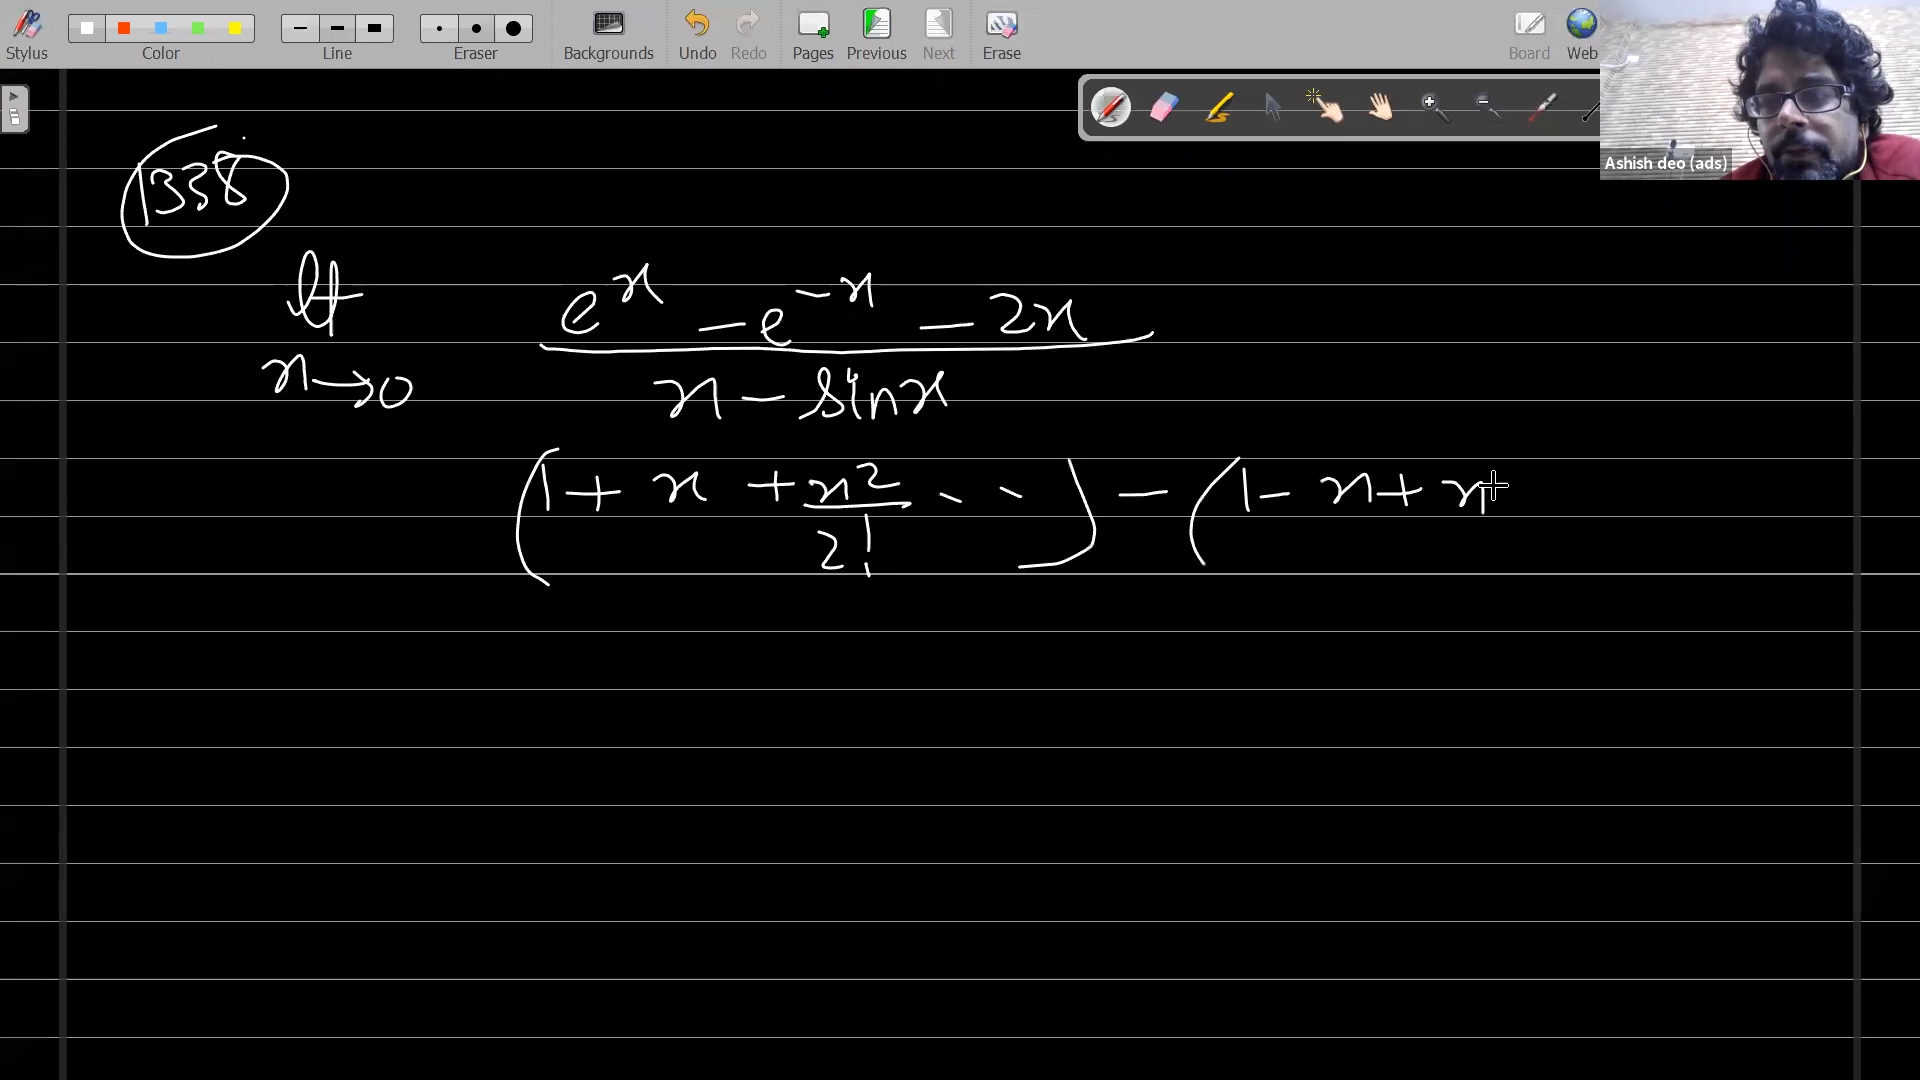 Stylus Color Line Eraser Backgrounds Undo Redo Pages Previous Next Erase Board Web
Ashish deo (ads)
1338
lt x→0 (e^x − e^−x − 2x) / (x − sinx)
(1 + x + x²/2! . .) − (1 − x + x